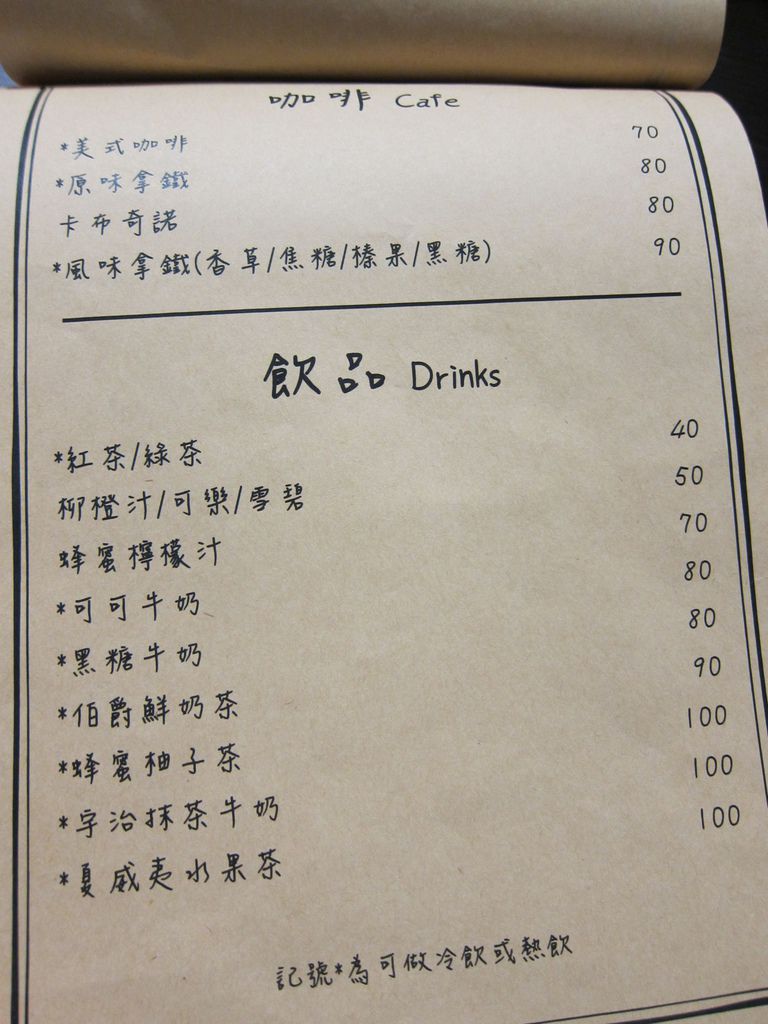 咖啡 Cafe
*美式咖啡 70
*原味拿鐵 80
卡布奇諾 80
*風味拿鐵(香草/焦糖/榛果/黑糖) 90
飲品 Drinks
*紅茶/綠茶 40
柳橙汁/可樂/雪碧 50
蜂蜜檸檬汁 70
*可可牛奶 80
*黑糖牛奶 80
*伯爵鮮奶茶 90
*蜂蜜柚子茶 100
*宇治抹茶牛奶 100
*夏威夷水果茶 100
記號*為可做冷飲或熱飲